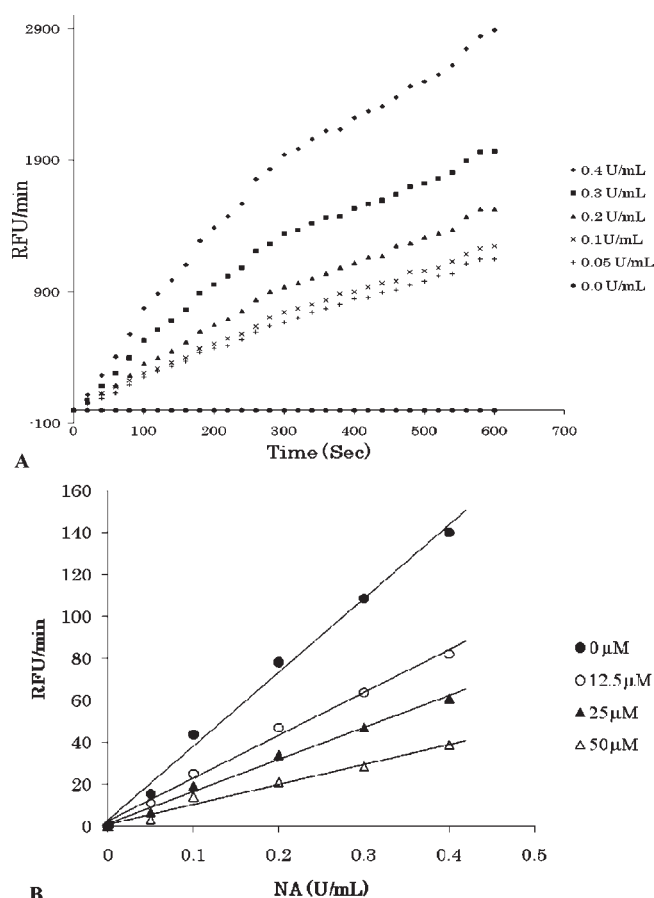 2900
1900
900
-100
RFU/min
0.4 U/mL
0.3 U/mL
0.2 U/mL
0.1U/mL
0.05 U/mL
0.0 U/mL
0 100 200 300 400 500 600 700
Time (Sec)
A
160
140
120
100
80
60
40
20
0
RFU/min
0 µM
12.5 µM
25 µM
50 µM
0 0.1 0.2 0.3 0.4 0.5
NA (U/mL)
B